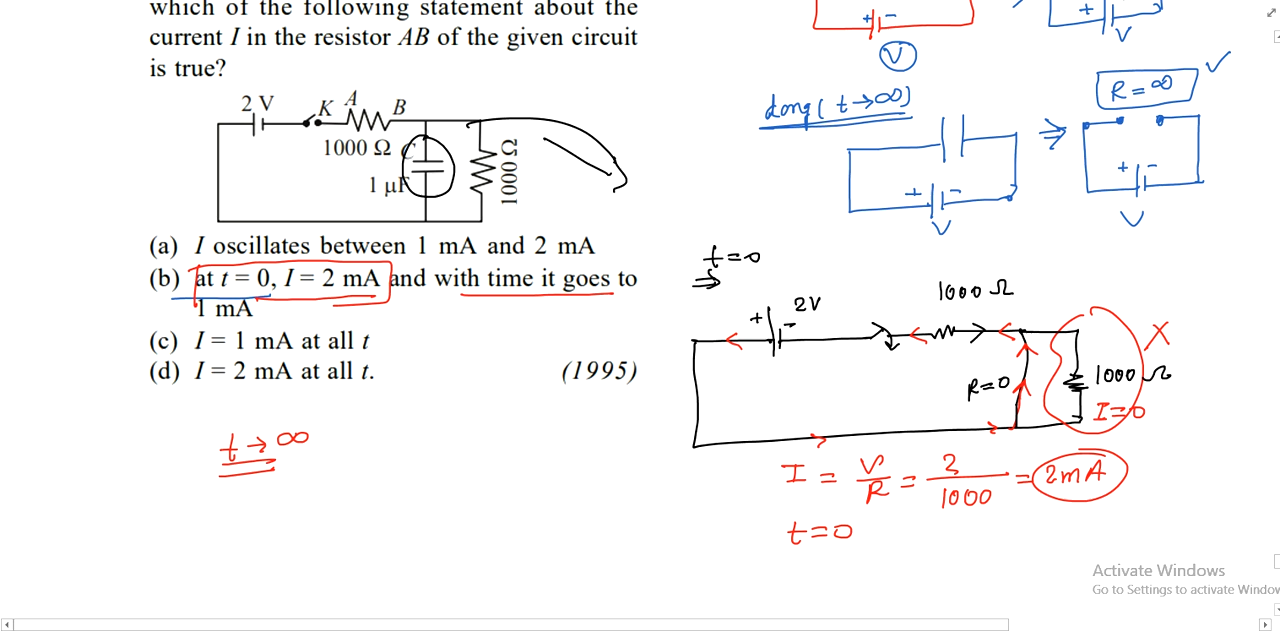 which of the following statement about the
current I in the resistor AB of the given circuit
is true?
2 V
K
A
B
1000 Ω
C
1 μF
1000 Ω
(a) I oscillates between 1 mA and 2 mA
(b) at t = 0, I = 2 mA and with time it goes to
1 mA
(c) I = 1 mA at all t
(d) I = 2 mA at all t.
(1995)
t → ∞
+ -
V
+
V
long ( t → ∞)
R = ∞
+ -
V
+ -
V
t = 0
⇒
2V
+ -
1000 Ω
R = 0
1000 Ω
I = 0
I = V/R = 2/1000 = 2mA
t = 0
Activate Windows
Go to Settings to activate Window